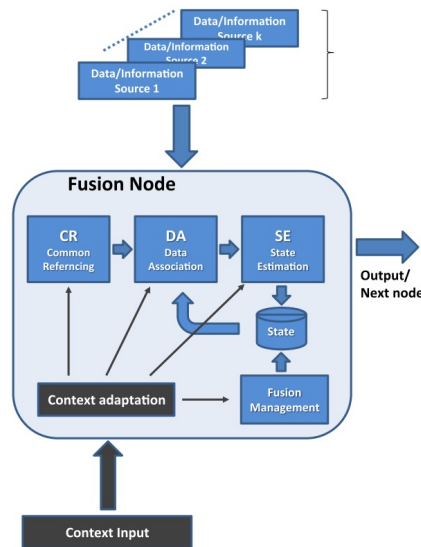 Data/Information
Source k
Data/Information
Source 2
Data/Information
Source 1
Fusion Node
CR
Common
Referncing
DA
Data
Association
SE
State
Estimation
Output/
Next node
State
Context adaptation
Fusion
Management
Context Input